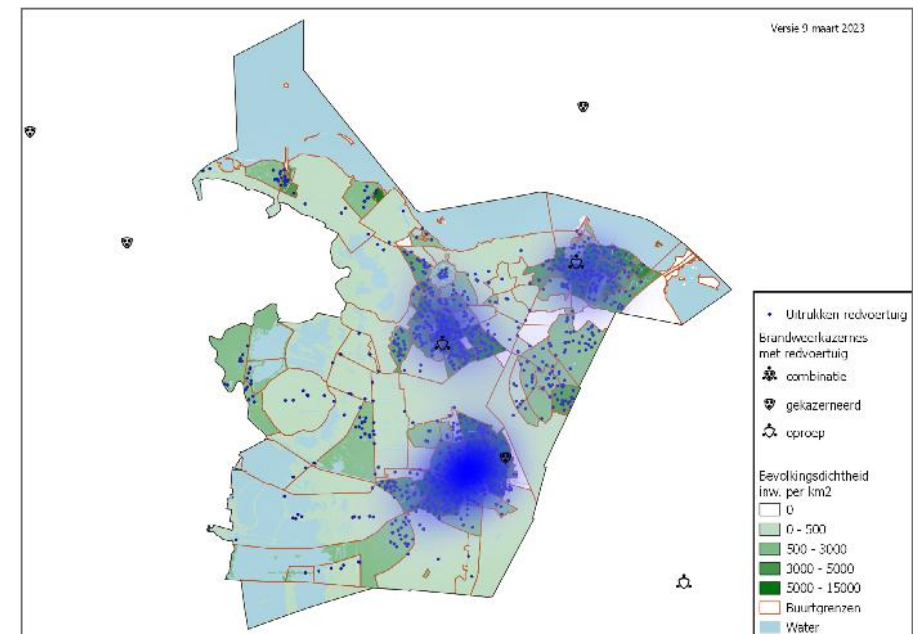 Versie 9 maart 2023
Uitrukken redvoertuig
Brandweerkazernes
met redvoertuig
combinatie
gekazerneerd
oproep
Bevolkingsdichtheid
inw. per km2
0
0 - 500
500 - 3000
3000 - 5000
5000 - 15000
Buurtgrenzen
Water